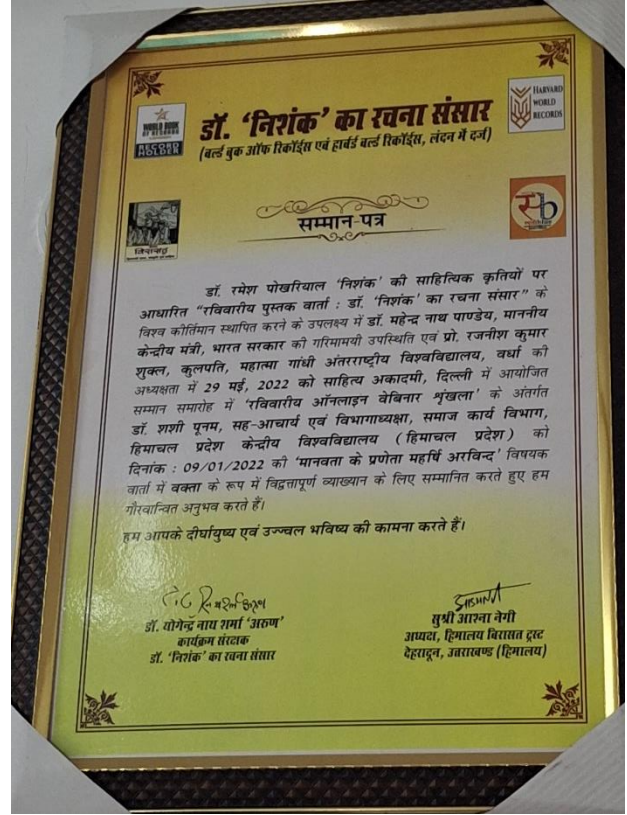 WORLD BOOK
OF RECORDS
RECORD
HOLDER
डॉ. ‘निशंक’ का रचना संसार
(वर्ल्ड बुक ऑफ रिकॉर्ड्स एवं हार्वर्ड वर्ल्ड रिकॉर्ड्स, लंदन में दर्ज)
HARVARD
WORLD
RECORDS
सम्मान-पत्र
डॉ. रमेश पोखरियाल ‘निशंक’ की साहित्यिक कृतियों पर
आधारित “रविवारीय पुस्तक वार्ता : डॉ. ‘निशंक’ का रचना संसार” के
विश्व कीर्तिमान स्थापित करने के उपलक्ष्य में डॉ. महेन्द्र नाथ पाण्डेय, माननीय
केन्द्रीय मंत्री, भारत सरकार की गरिमामयी उपस्थिति एवं प्रो. रजनीश कुमार
शुक्ल, कुलपति, महात्मा गांधी अंतरराष्ट्रीय विश्वविद्यालय, वर्धा की
अध्यक्षता में 29 मई, 2022 को साहित्य अकादमी, दिल्ली में आयोजित
सम्मान समारोह में ‘रविवारीय ऑनलाइन वेबिनार शृंखला’ के अंतर्गत
डॉ. शशी पूनम, सह-आचार्य एवं विभागाध्यक्षा, समाज कार्य विभाग,
हिमाचल प्रदेश केन्द्रीय विश्वविद्यालय (हिमाचल प्रदेश) को
दिनांक : 09/01/2022 की ‘मानवता के प्रणेता महर्षि अरविन्द’ विषयक
वार्ता में वक्ता के रूप में विद्वत्तापूर्ण व्याख्यान के लिए सम्मानित करते हुए हम
गौरवान्वित अनुभव करते हैं।
हम आपके दीर्घायुष्य एवं उज्ज्वल भविष्य की कामना करते हैं।
डॉ. योगेन्द्र नाथ शर्मा ‘अरुण’
कार्यक्रम संरक्षक
डॉ. ‘निशंक’ का रचना संसार
सुश्री आश्ना नेगी
अध्यक्ष, हिमालय विरासत ट्रस्ट
देहरादून, उत्तराखण्ड (हिमालय)